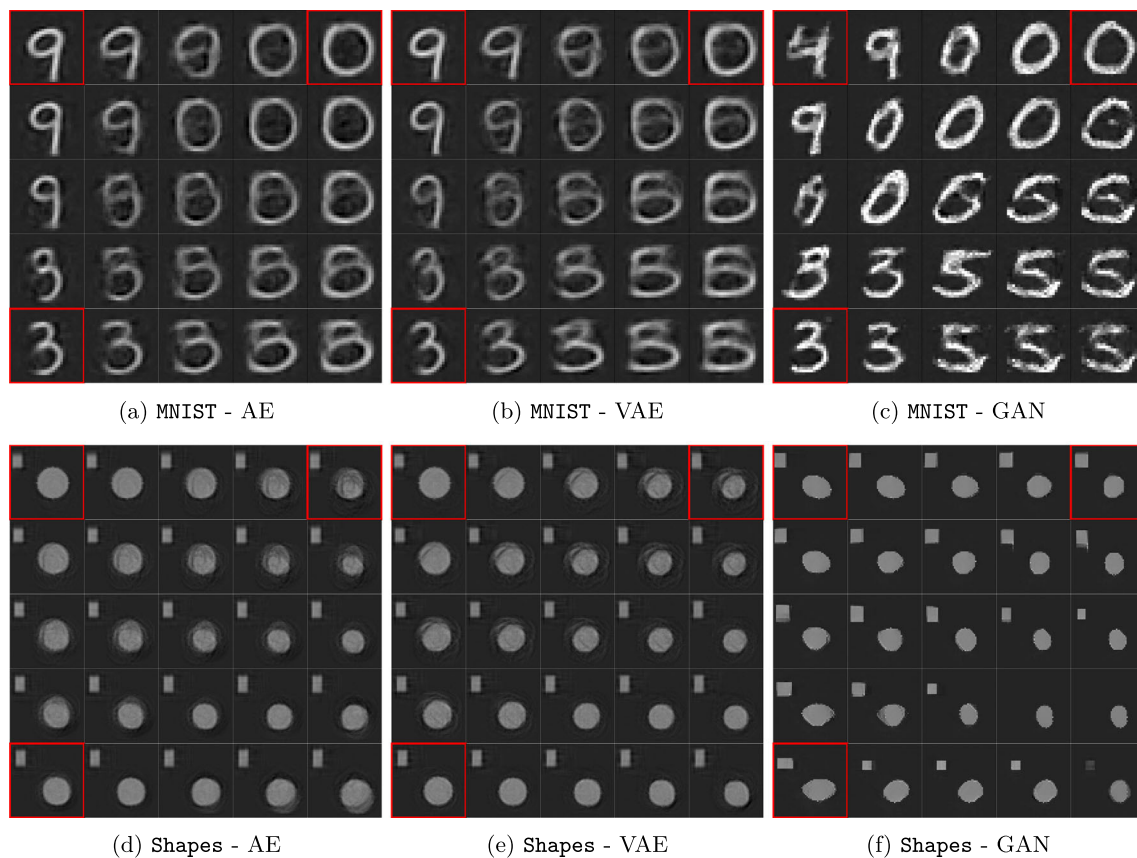 (a) MNIST - AE
(b) MNIST - VAE
(c) MNIST - GAN
(d) Shapes - AE
(e) Shapes - VAE
(f) Shapes - GAN